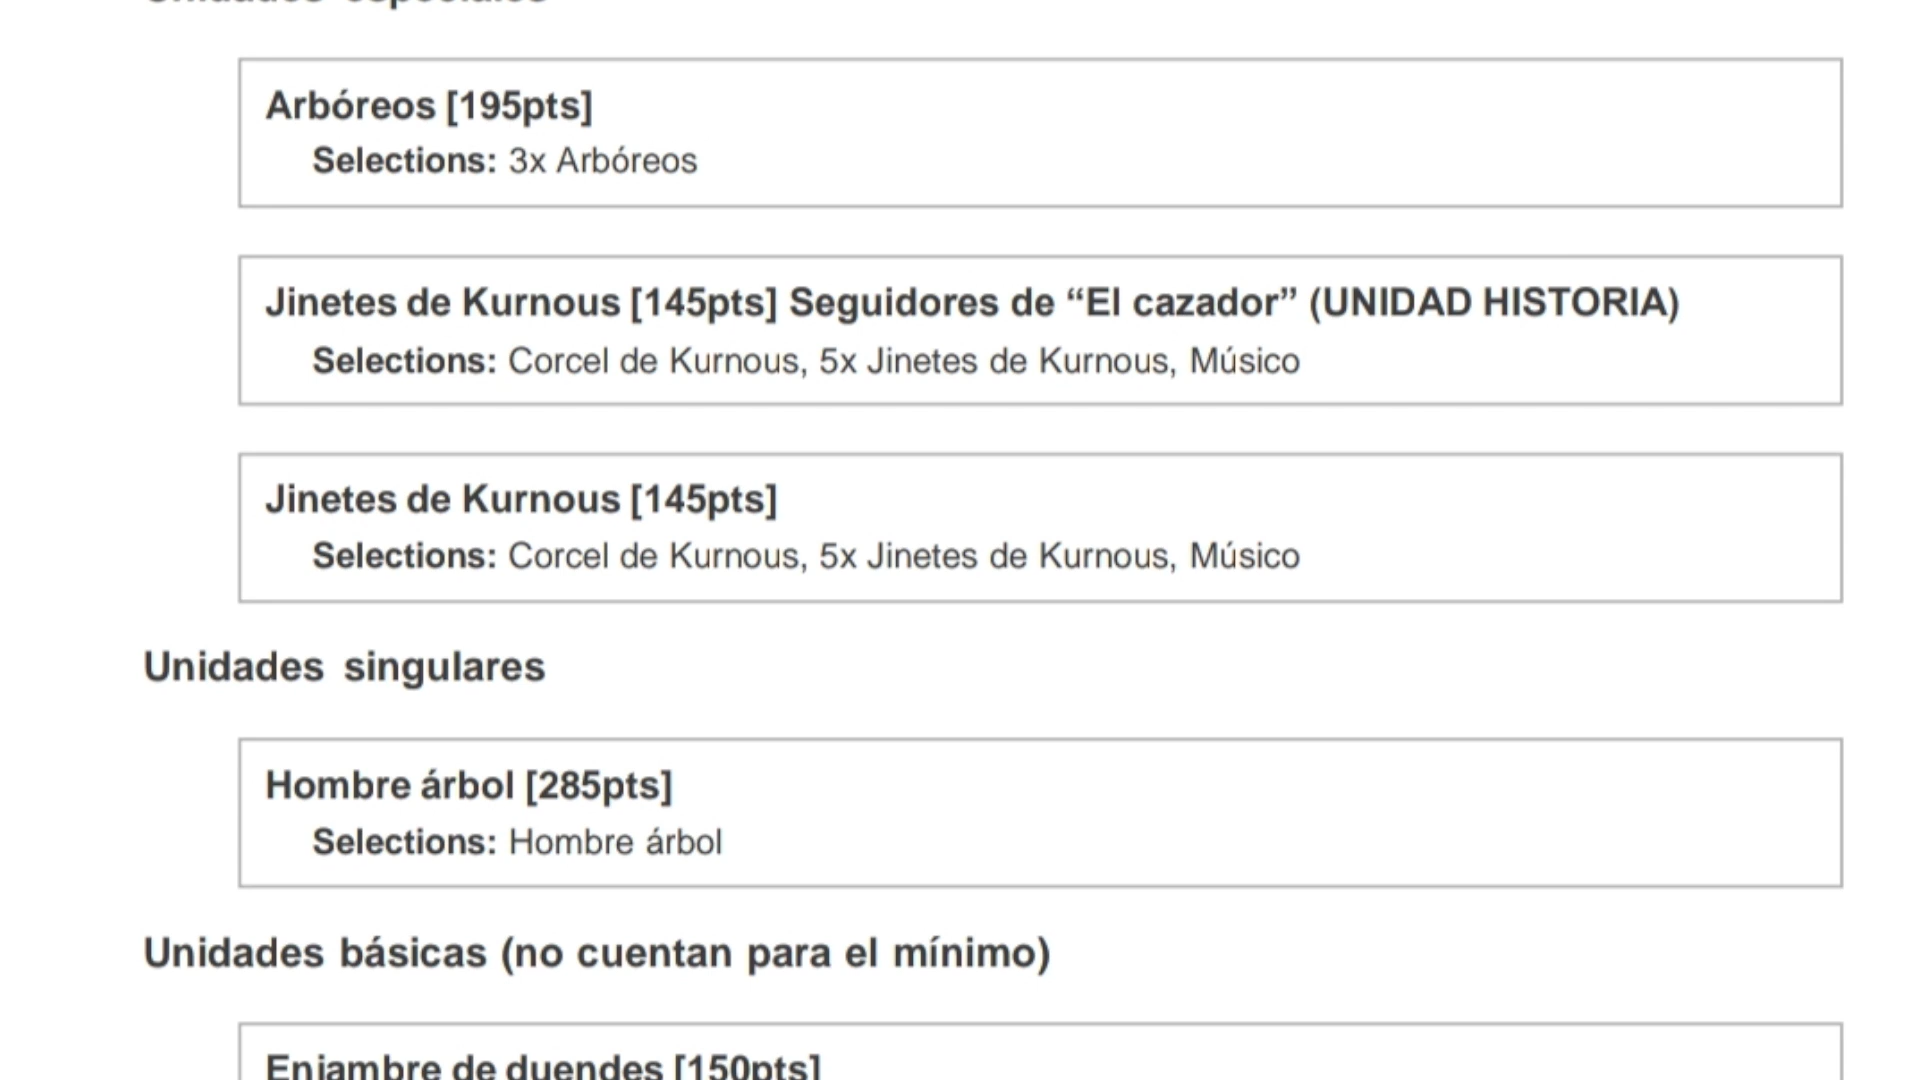 Unidades especiales
Arbóreos [195pts]
Selections: 3x Arbóreos
Jinetes de Kurnous [145pts] Seguidores de “El cazador” (UNIDAD HISTORIA)
Selections: Corcel de Kurnous, 5x Jinetes de Kurnous, Músico
Jinetes de Kurnous [145pts]
Selections: Corcel de Kurnous, 5x Jinetes de Kurnous, Músico
Unidades singulares
Hombre árbol [285pts]
Selections: Hombre árbol
Unidades básicas (no cuentan para el mínimo)
Enjambre de duendes [150pts]